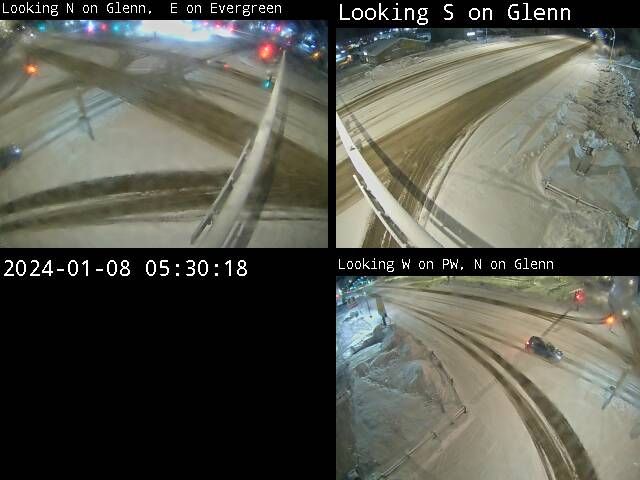 Looking N on Glenn,  E on Evergreen
Looking S on Glenn
2024-01-08 05:30:18
Looking W on PW, N on Glenn